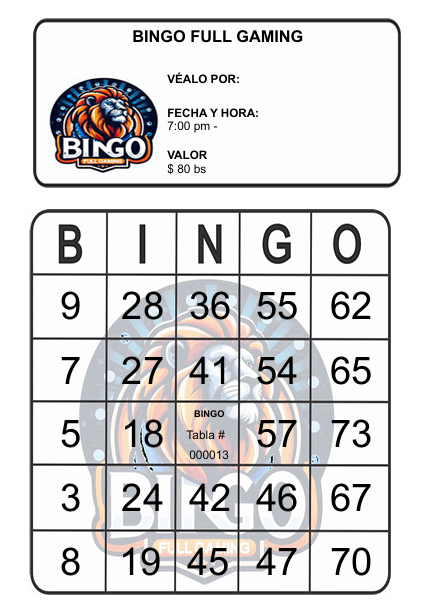 BINGO FULL GAMING
VÉALO POR:
FECHA Y HORA:
7:00 pm -
VALOR
$ 80 bs
BINGO
FULL GAMING
B I N G O
9 28 36 55 62
7 27 41 54 65
BINGO
5 18 Tabla # 57 73
000013
3 24 42 46 67
BINGO
FULL GAMING
8 19 45 47 70